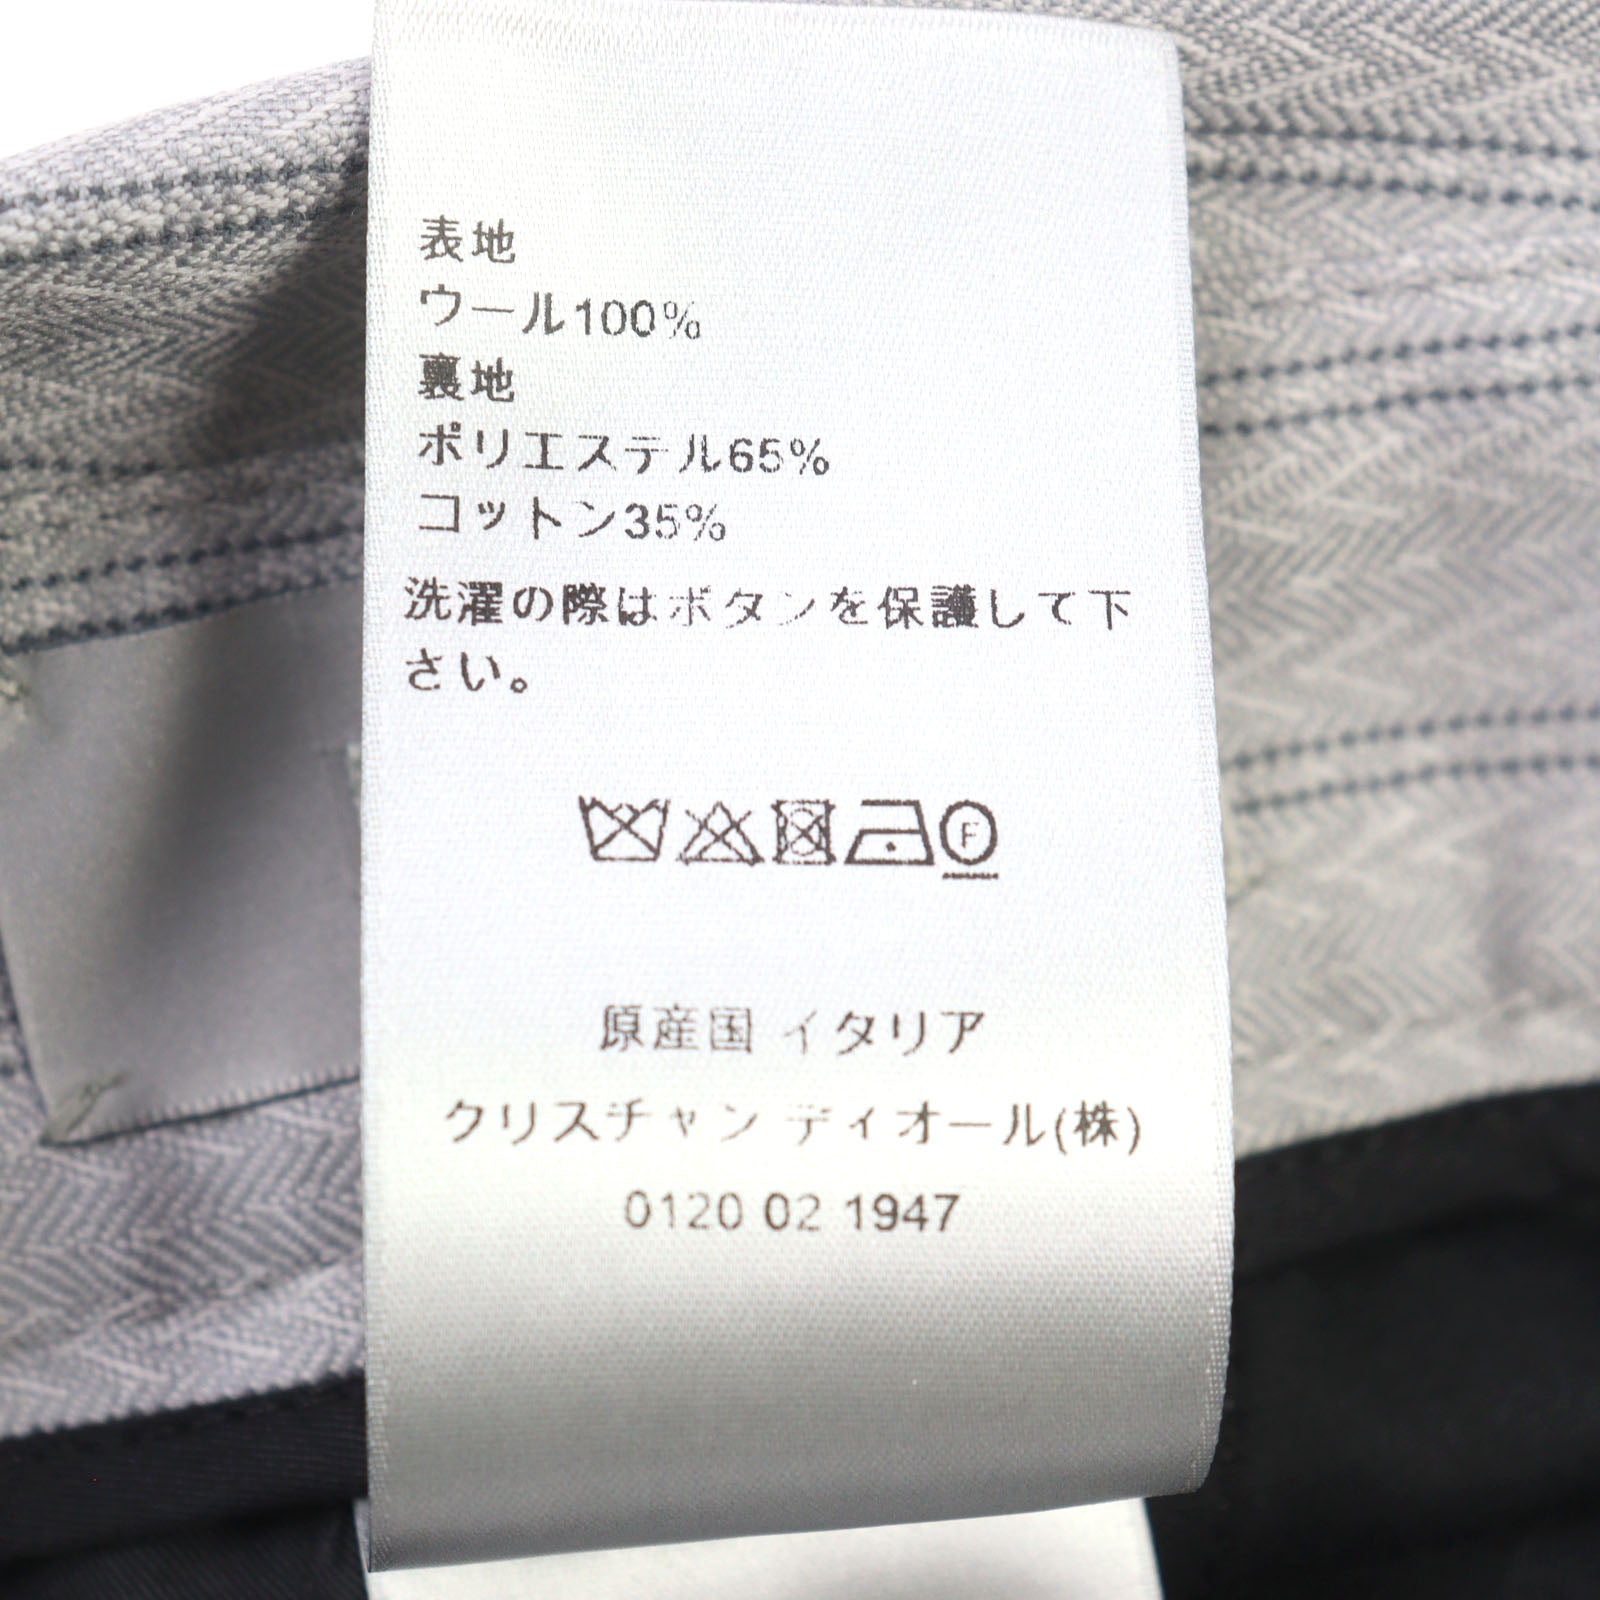 表地
ウール100%
裏地
ポリエステル65%
コットン35%
洗濯の際はボタンを保護して下
さい。
F
原産国 イタリア
クリスチャン ディオール(株)
0120 02 1947